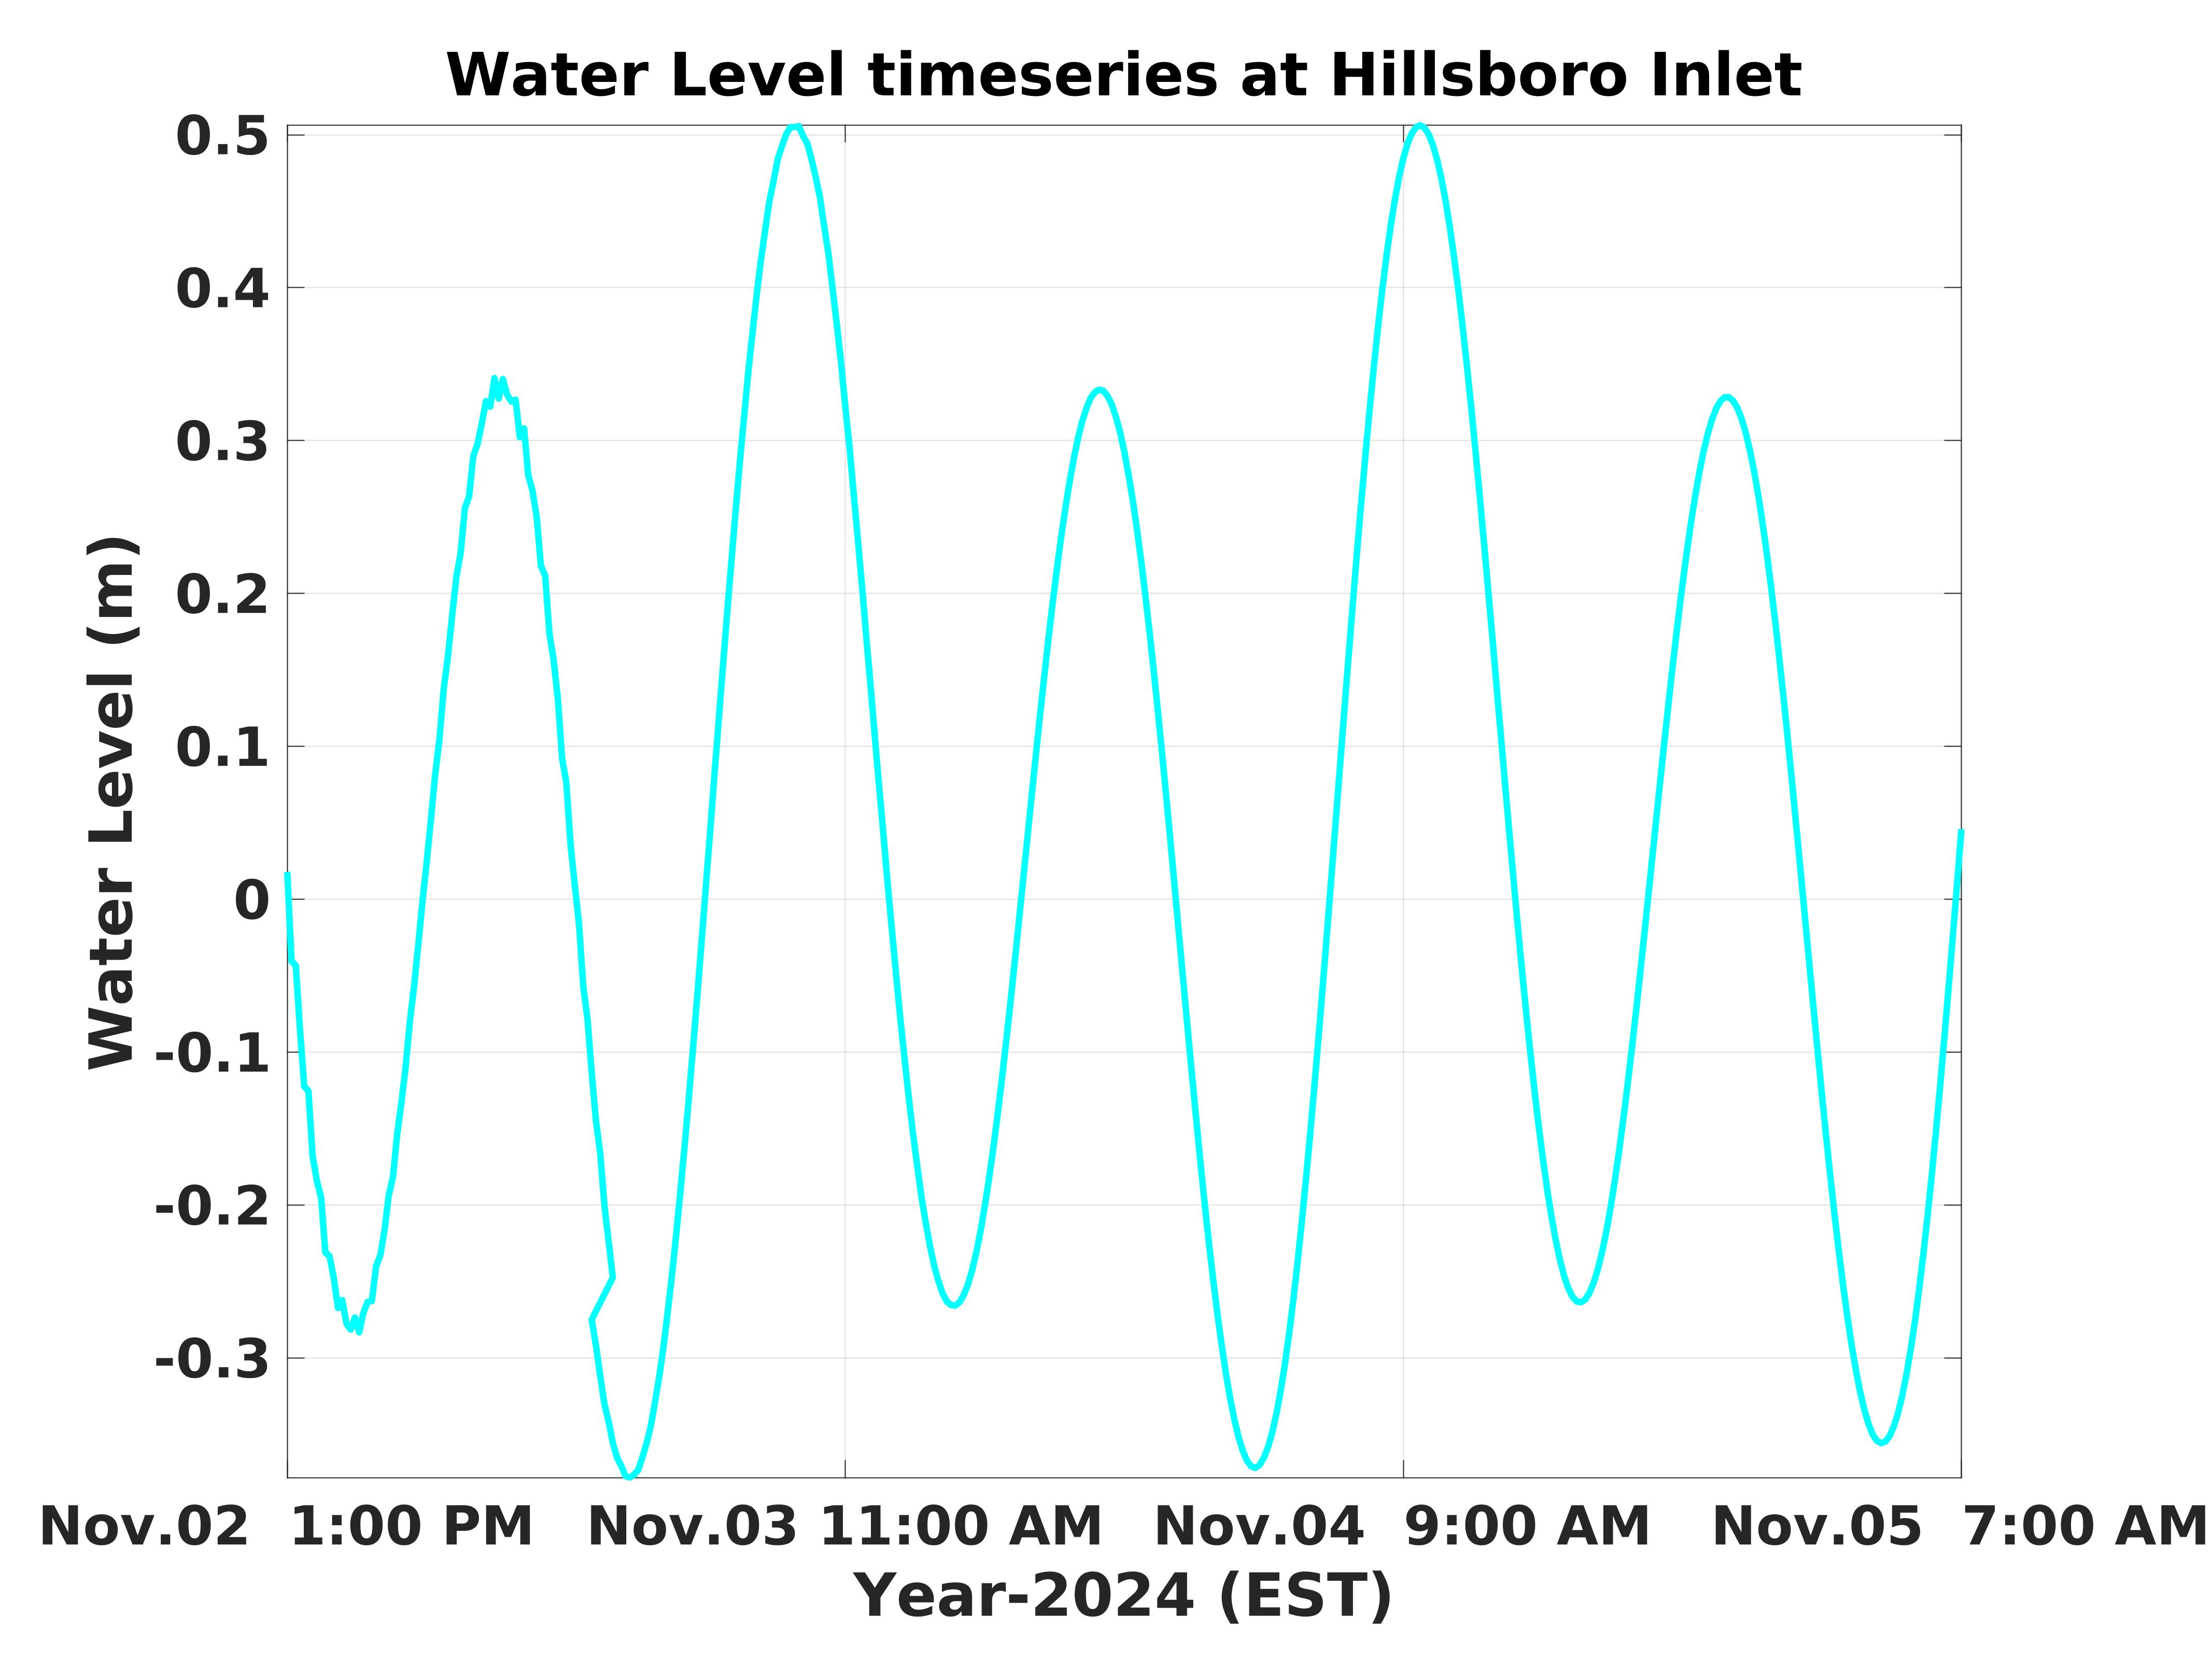 Water Level timeseries at Hillsboro Inlet
0.5
0.4
0.3
0.2
0.1
0
-0.1
-0.2
-0.3
Water Level (m)
Nov.02 1:00 PM Nov.03 11:00 AM Nov.04 9:00 AM Nov.05 7:00 AM
Year-2024 (EST)